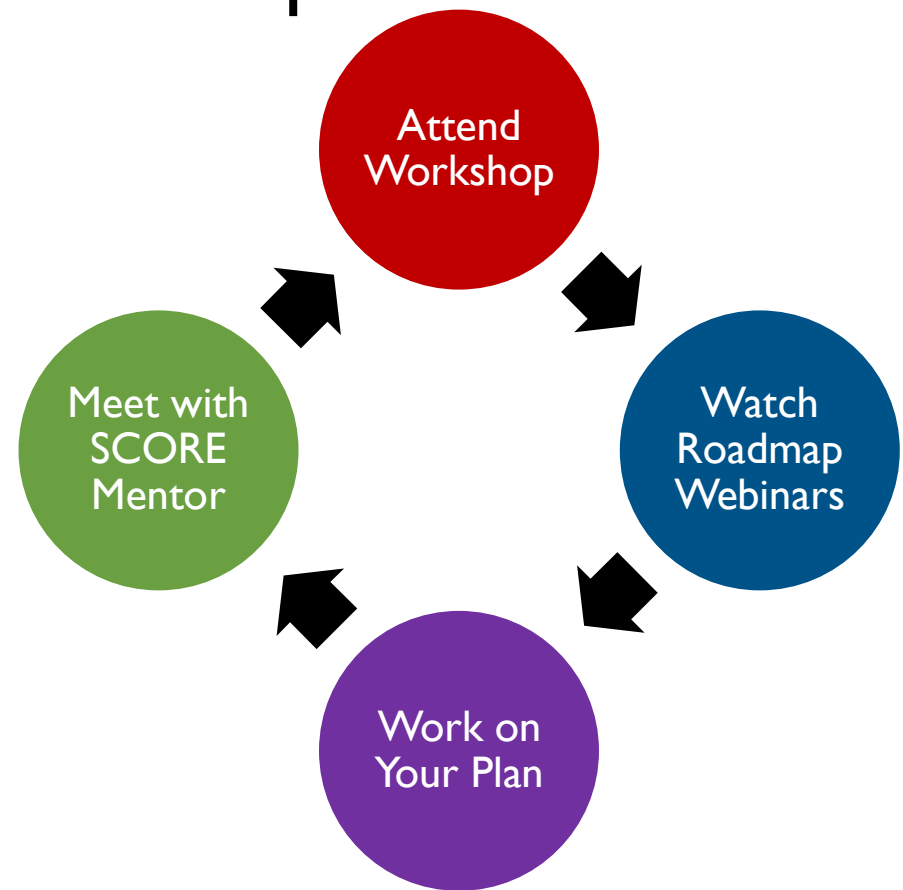 Attend
Workshop
Watch
Roadmap
Webinars
Work on
Your Plan
Meet with
SCORE
Mentor